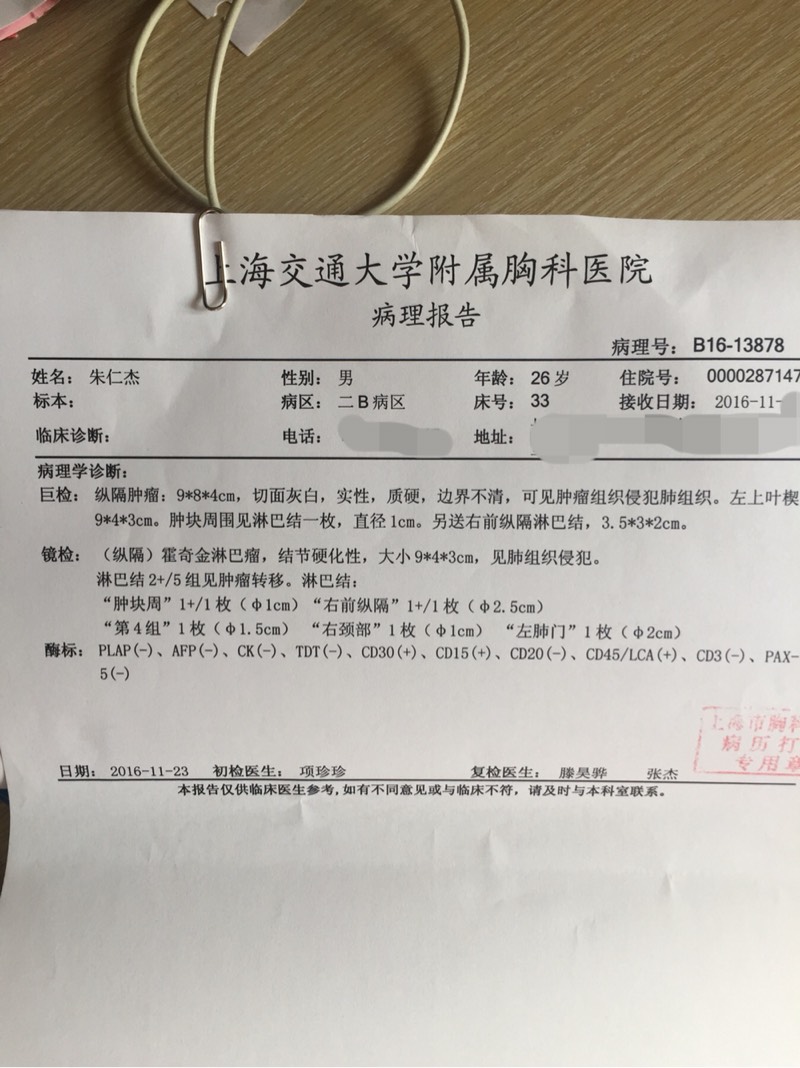 上海交通大学附属胸科医院
病理报告
病理号： B16-13878
姓名： 朱仁杰 性别： 男 年龄： 26 岁 住院号： 0000287147
标本： 病区： 二 B 病区 床号： 33 接收日期： 2016-11-
临床诊断： 电话： 地址：
病理学诊断：
巨检： 纵隔肿瘤：9*8*4cm，切面灰白，实性，质硬，边界不清，可见肿瘤组织侵犯肺组织。左上叶楔
9*4*3cm。肿块周围见淋巴结一枚，直径 1cm。另送右前纵隔淋巴结，3.5*3*2cm。
镜检： （纵隔）霍奇金淋巴瘤，结节硬化性，大小 9*4*3cm，见肺组织侵犯。
淋巴结 2+/5 组见肿瘤转移。淋巴结：
“肿块周” 1+/1 枚（φ1cm）“右前纵隔” 1+/1 枚（φ2.5cm）
“第 4 组” 1 枚（φ1.5cm） “右颈部” 1 枚（φ1cm） “左肺门” 1 枚（φ2cm）
酶标： PLAP(-)、AFP(-)、CK(-)、TDT(-)、CD30(+)、CD15(+)、CD20(-)、CD45/LCA(+)、CD3(-)、PAX-
5(-)
上海市胸科
病历打
专用章
日期： 2016-11-23 初检医生： 项珍珍 复检医生： 滕昊骅 张杰
本报告仅供临床医生参考，如有不同意见或与临床不符，请及时与本科室联系。